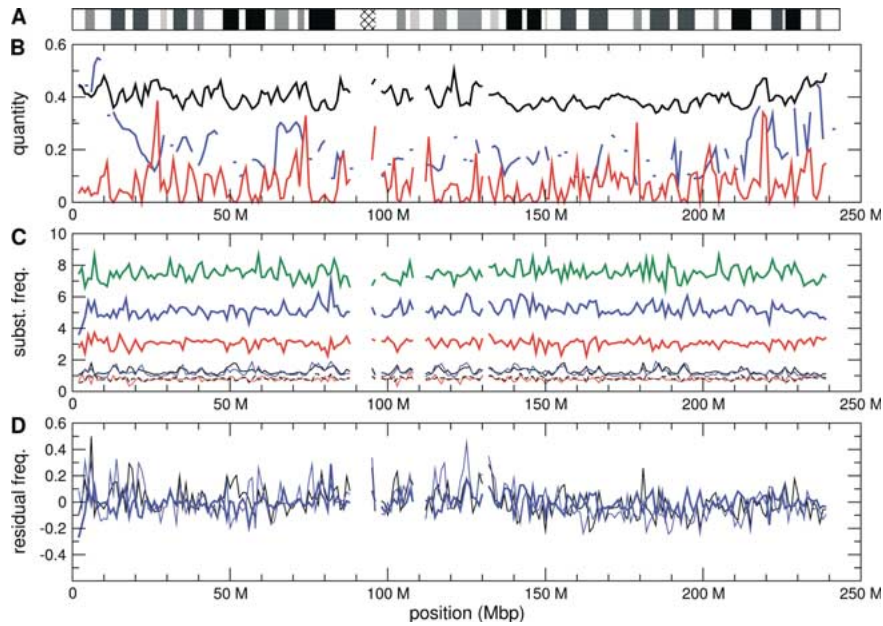 A
B
0.6
0.4
0.2
0
quantity
0 50 M 100 M 150 M 200 M 250 M
C
10
8
6
4
2
0
subst. freq.
0 50 M 100 M 150 M 200 M 250 M
D
0.6
0.4
0.2
0
-0.2
-0.4
residual freq.
0 50 M 100 M 150 M 200 M 250 M
position (Mbp)